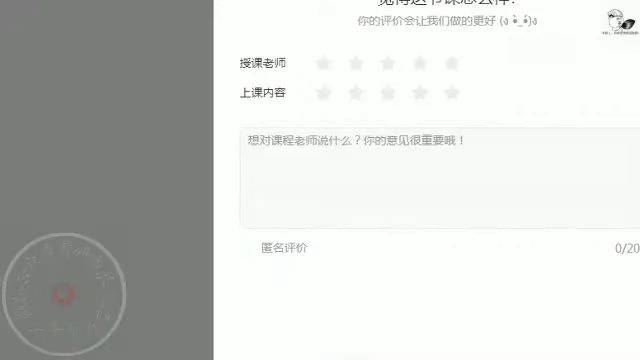 你的评价会让我们做的更好 (ง •̀_•́)ง
授课老师
上课内容
想对课程老师说什么？你的意见很重要哦！
匿名评价
0/20